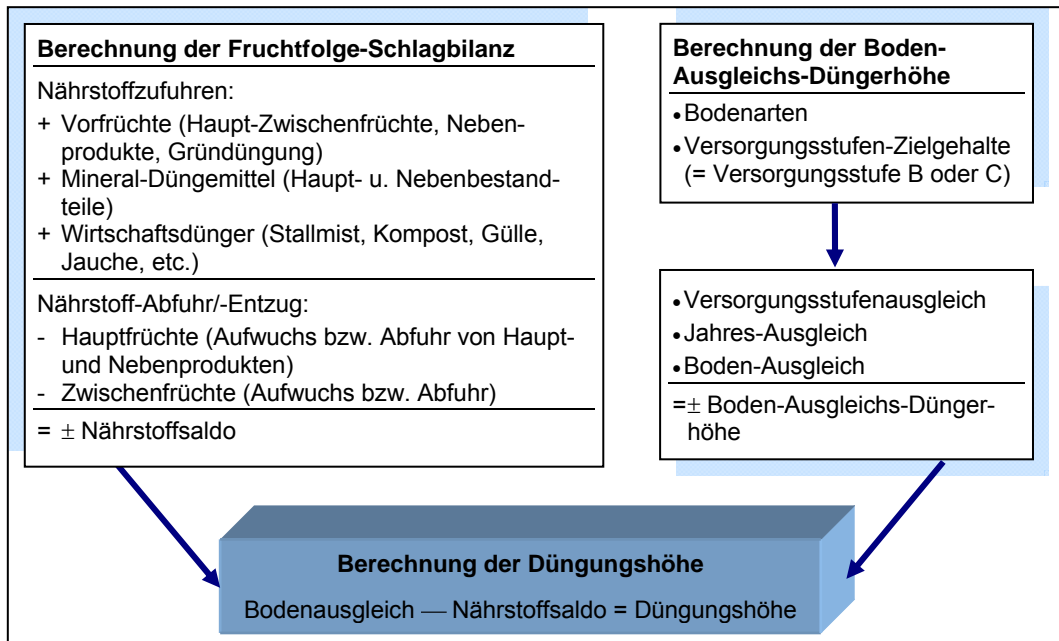 Berechnung der Fruchtfolge-Schlagbilanz
Nährstoffzufuhren:
+ Vorfrüchte (Haupt-Zwischenfrüchte, Neben-
produkte, Gründüngung)
+ Mineral-Düngemittel (Haupt- u. Nebenbestand-
teile)
+ Wirtschaftsdünger (Stallmist, Kompost, Gülle,
Jauche, etc.)
Nährstoff-Abfuhr/-Entzug:
- Hauptfrüchte (Aufwuchs bzw. Abfuhr von Haupt-
und Nebenprodukten)
- Zwischenfrüchte (Aufwuchs bzw. Abfuhr)
= ± Nährstoffsaldo
Berechnung der Boden-
Ausgleichs-Düngerhöhe
• Bodenarten
• Versorgungsstufen-Zielgehalte
(= Versorgungsstufe B oder C)
• Versorgungsstufenausgleich
• Jahres-Ausgleich
• Boden-Ausgleich
=± Boden-Ausgleichs-Dünger-
höhe
Berechnung der Düngungshöhe
Bodenausgleich — Nährstoffsaldo = Düngungshöhe